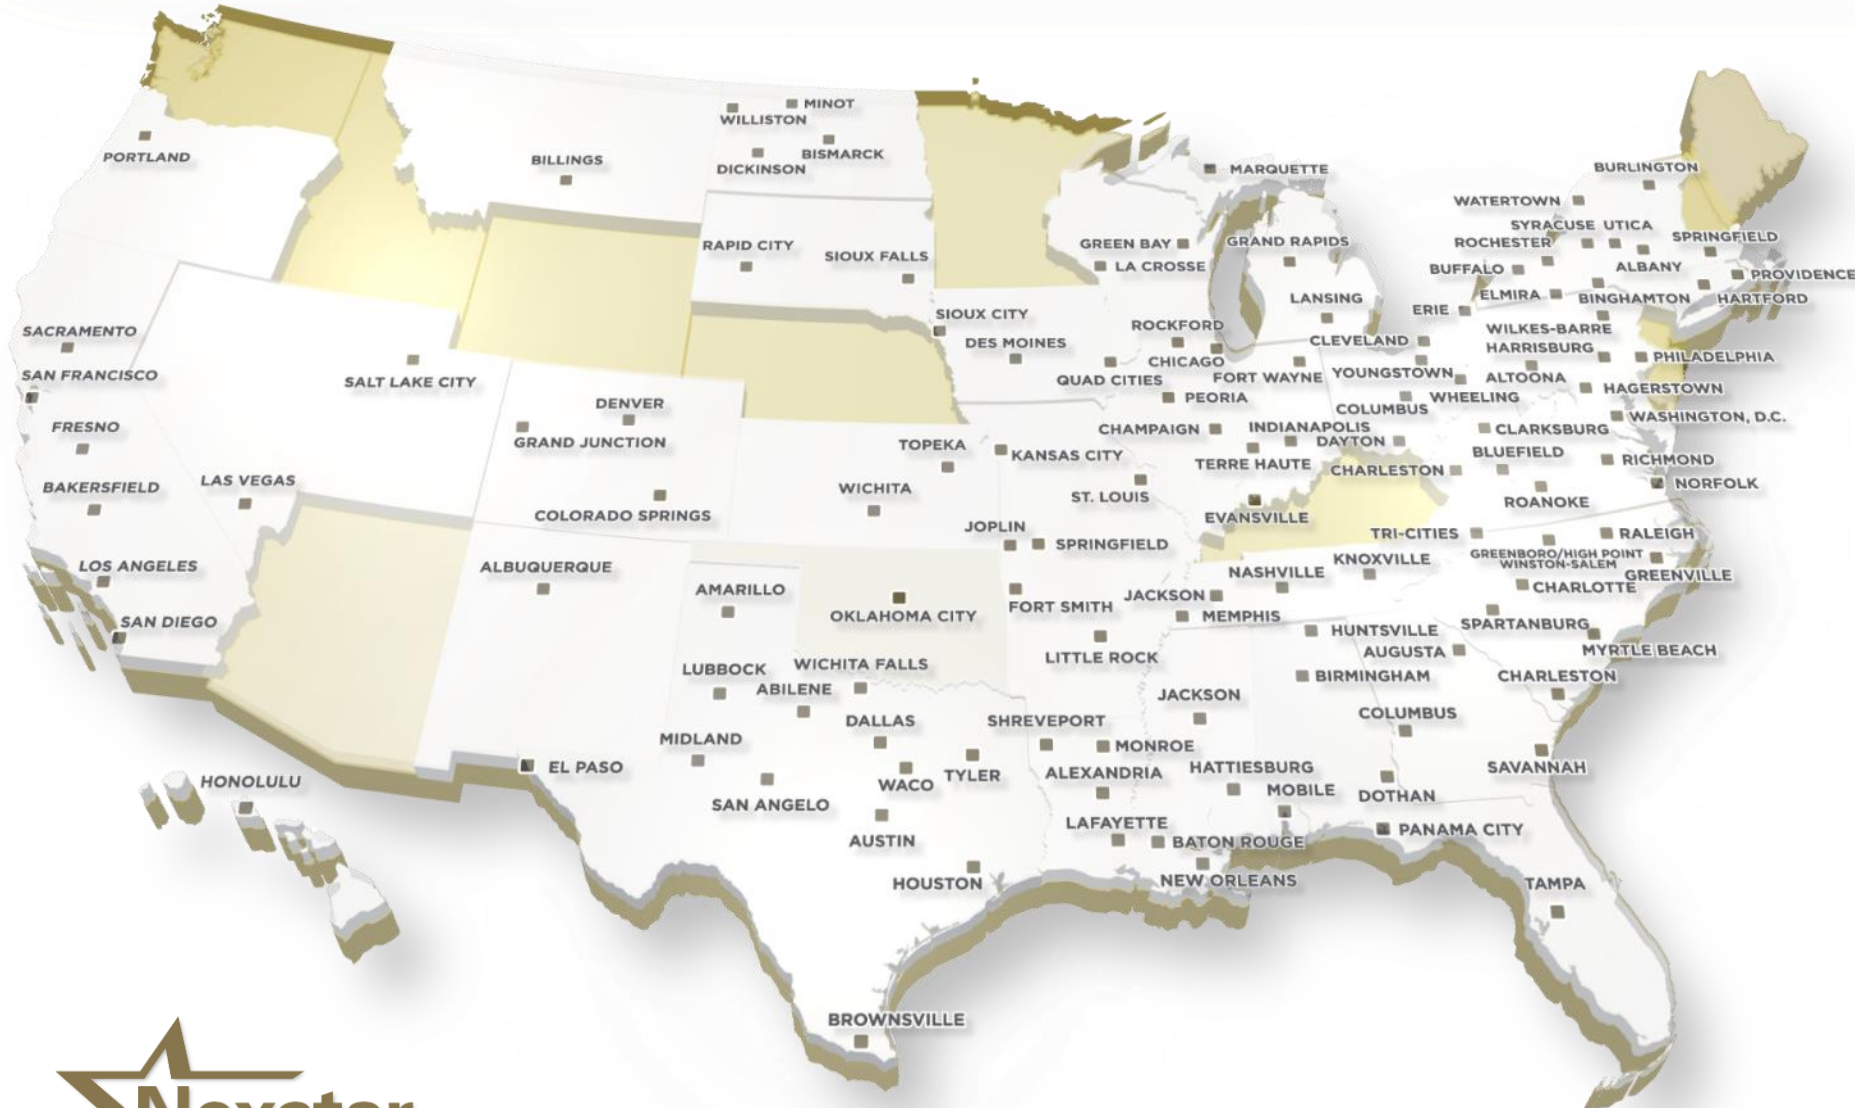 MINOT
WILLISTON
BISMARCK
DICKINSON
PORTLAND
BILLINGS
MARQUETTE
BURLINGTON
WATERTOWN
SYRACUSE UTICA
ROCHESTER
SPRINGFIELD
RAPID CITY
SIOUX FALLS
GREEN BAY
GRAND RAPIDS
LA CROSSE
BUFFALO
ALBANY
PROVIDENCE
ELMIRA
BINGHAMTON
HARTFORD
LANSING
ERIE
SIOUX CITY
ROCKFORD
WILKES-BARRE
SACRAMENTO
DES MOINES
CLEVELAND
HARRISBURG
PHILADELPHIA
CHICAGO
SAN FRANCISCO
SALT LAKE CITY
QUAD CITIES
FORT WAYNE
YOUNGSTOWN
ALTOONA
HAGERSTOWN
PEORIA
WHEELING
DENVER
COLUMBUS
WASHINGTON, D.C.
FRESNO
GRAND JUNCTION
CHAMPAIGN
INDIANAPOLIS
DAYTON
CLARKSBURG
TOPEKA
KANSAS CITY
TERRE HAUTE
CHARLESTON
BLUEFIELD
RICHMOND
BAKERSFIELD
LAS VEGAS
WICHITA
ST. LOUIS
NORFOLK
ROANOKE
COLORADO SPRINGS
EVANSVILLE
JOPLIN
SPRINGFIELD
TRI-CITIES
RALEIGH
LOS ANGELES
ALBUQUERQUE
NASHVILLE
KNOXVILLE
GREENBORO/HIGH POINT
WINSTON-SALEM
GREENVILLE
AMARILLO
FORT SMITH
JACKSON
CHARLOTTE
OKLAHOMA CITY
MEMPHIS
SAN DIEGO
HUNTSVILLE
SPARTANBURG
LITTLE ROCK
AUGUSTA
MYRTLE BEACH
LUBBOCK
WICHITA FALLS
ABILENE
BIRMINGHAM
CHARLESTON
JACKSON
DALLAS
SHREVEPORT
COLUMBUS
MIDLAND
MONROE
EL PASO
WACO
TYLER
ALEXANDRIA
HATTIESBURG
SAVANNAH
HONOLULU
MOBILE
DOTHAN
SAN ANGELO
LAFAYETTE
PANAMA CITY
AUSTIN
BATON ROUGE
HOUSTON
NEW ORLEANS
TAMPA
BROWNSVILLE
Nexstar